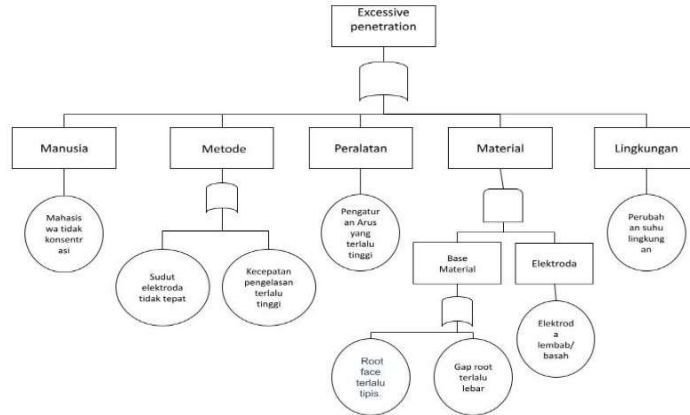 Excessive
penetration
Manusia
Metode
Peralatan
Material
Lingkungan
Mahasis
wa tidak
konsentr
asi
Pengatur
an Arus
yang
terlalu
tinggi
Perubah
an suhu
lingkung
an
Sudut
elektroda
tidak tepat
Kecepatan
pengelasan
terlalu
tinggi
Base
Material
Elektroda
Elektrod
a
lembab/
basah
Root
face
terlalu
tipis.
Gap root
terlalu
lebar